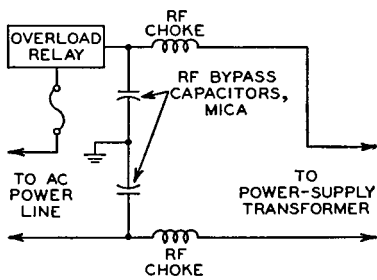 RF
CHOKE
OVERLOAD
RELAY
RF BYPASS
CAPACITORS,
MICA
TO AC
POWER
LINE
TO
POWER-SUPPLY
TRANSFORMER
RF
CHOKE